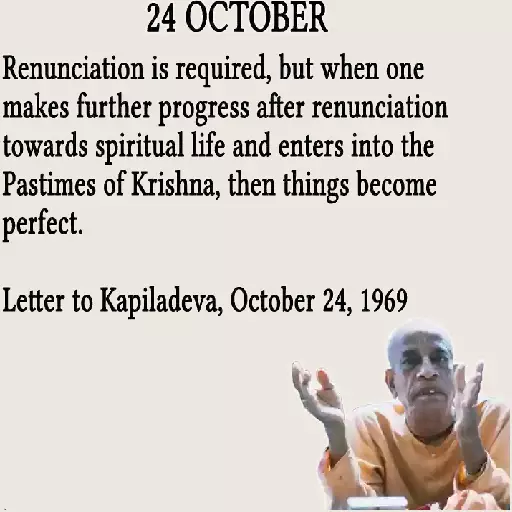 24 OCTOBER
Renunciation is required, but when one
makes further progress after renunciation
towards spiritual life and enters into the
Pastimes of Krishna, then things become
perfect.
Letter to Kapiladeva, October 24, 1969